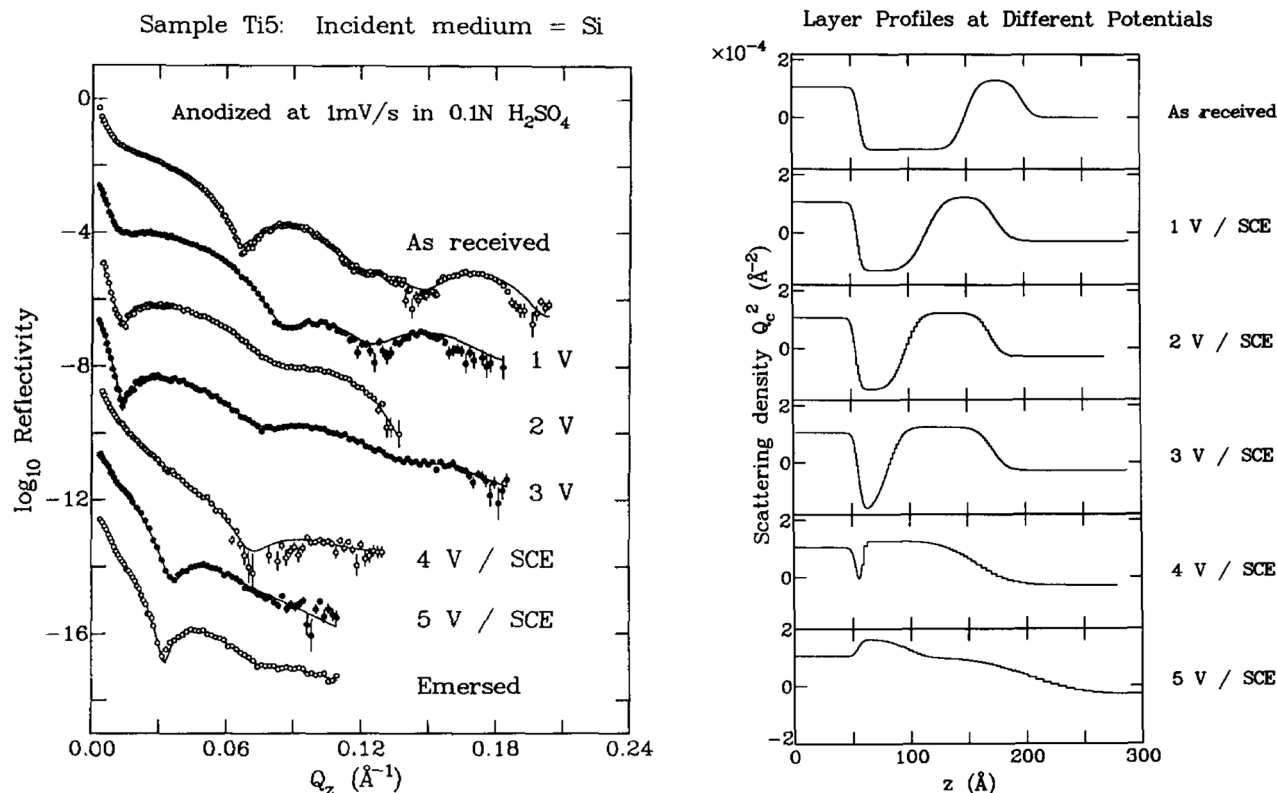 Sample Ti5: Incident medium = Si
Anodized at 1mV/s in 0.1N H₂SO₄
As received
1 V
2 V
3 V
4 V / SCE
5 V / SCE
Emersed
log₁₀ Reflectivity
0
−4
−8
−12
−16
0.00
0.06
0.12
0.18
0.24
Q_z (Å⁻¹)
Layer Profiles at Different Potentials
×10⁻⁴
Scattering density Q_c² (Å⁻²)
2
0
As received
2
0
1 V / SCE
2
0
2 V / SCE
2
0
3 V / SCE
2
0
4 V / SCE
2
0
−2
5 V / SCE
0
50
100
150
200
300
z (Å)